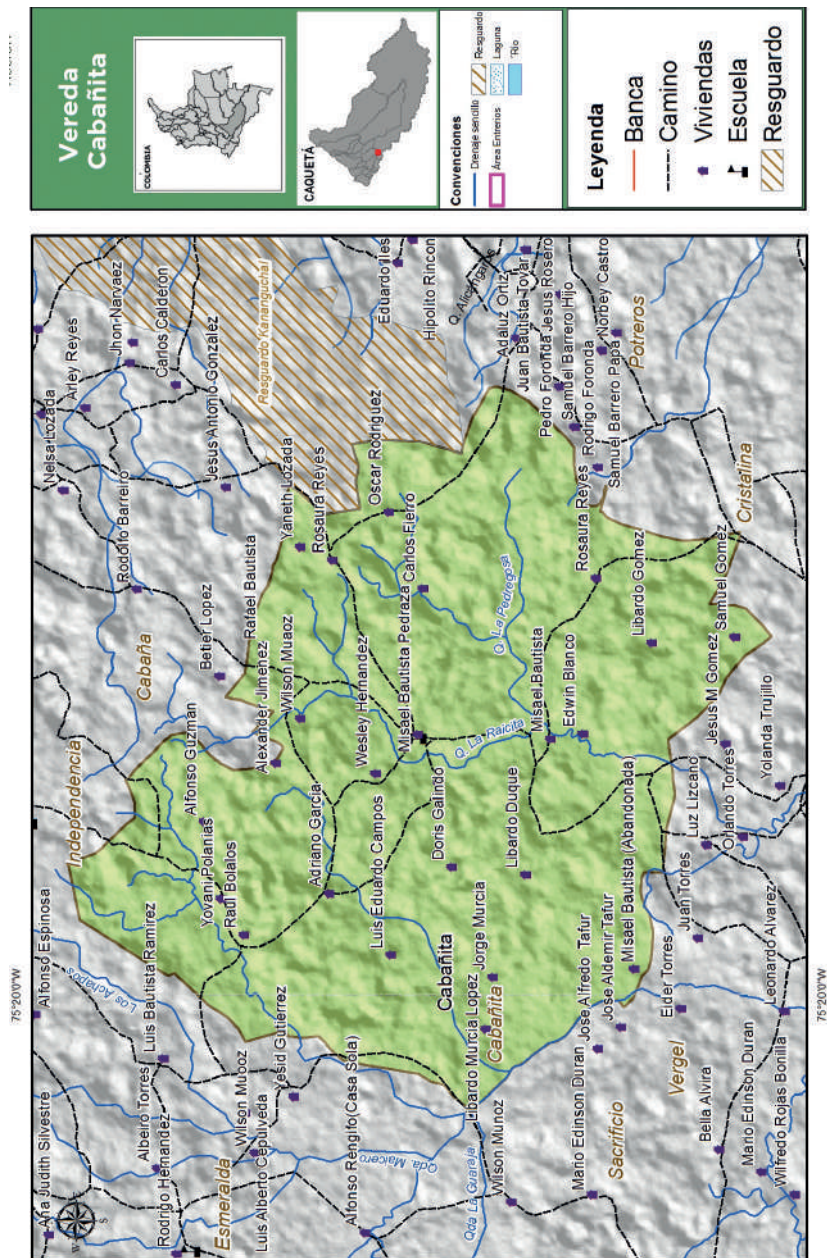 Vereda
Cabañita
COLOMBIA
CAQUETÁ
Convenciones
Drenaje sencillo
Área Entrerios
Resguardo
Laguna
Río
Leyenda
Banca
Camino
Viviendas
Escuela
Resguardo
75°20'0"W
75°20'0"W
Ana Judith Silvestre
Alfonso Espinosa
Nelsa Lozada
Arley Reyes
Jhon Narvaez
Carlos Calderon
Independencia
Los Achapos
Rodolfo Barreiro
Jesus Antonio Gonzalez
Resguardo Kananguchal
Cabaña
Betier Lopez
Albeiro Torres
Rodrigo Hernandez
Luis Bautista Ramirez
Esmeralda
Wilson Munoz
Luis Alberto Cepulveda
Yesid Gutierrez
Alfonso Guzman
Yovani Polanias
Raul Bolalos
Rafael Bautista
Alexander Jimenez
Wilson Muaoz
Yaneth Lozada
Rosaura Reyes
Adriano Garcia
Alfonso Rengifo(Casa Sola)
Wesley Hernandez
Luis Eduardo Campos
Oscar Rodriguez
Eduardo Iles
Hipolito Rincon
Misael Bautista Pedraza
Carlos Fierro
Qda. Maicero
Qda La Guaraja
Doris Galindo
Cabañita
Q. La Raicita
Q. La Pedregosa
Libardo Murcia Lopez
Jorge Murcia
Cabañita
Wilson Munoz
Libardo Duque
Misael Bautista
Edwin Blanco
Adaluz Ortiz
Juan Bautista Tovar
Pedro Foronda
Jesus Rosero
Samuel Barrero Hijo
Rodrigo Foronda
Norbey Castro
Samuel Barrero Papa
Potreros
Rosaura Reyes
Mario Edinson Duran
Jose Alfredo Tafur
Jose Aldemir Tafur
Sacrificio
Misael Bautista (Abandonada)
Libardo Gomez
Vergel
Eider Torres
Juan Torres
Luz Lizcano
Orlando Torres
Jesus M Gomez
Samuel Gomez
Cristalina
Bella Alvira
Mario Edinson Duran
Wilfredo Rojas Bonilla
Leonardo Alvarez
Yolanda Trujillo